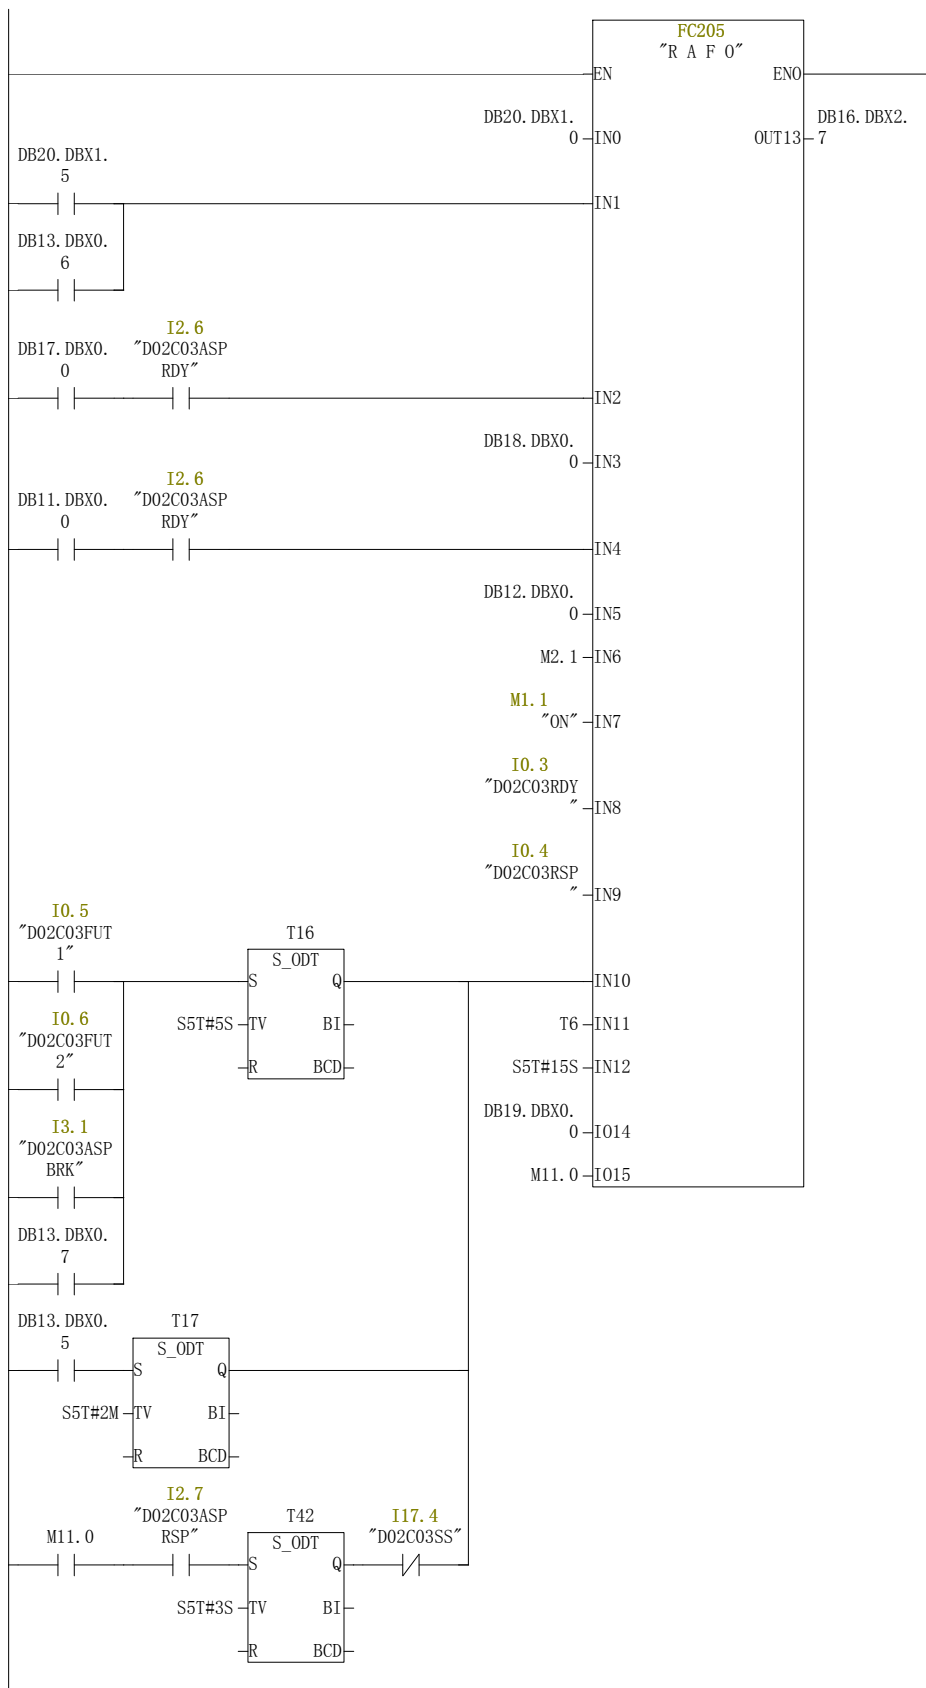 FC205
"R A F O"
EN
ENO
DB20.DBX1.
0
IN0
OUT13
DB16.DBX2.
7
DB20.DBX1.
5
IN1
DB13.DBX0.
6
DB17.DBX0.
0
I2.6
"D02C03ASP
RDY"
IN2
DB18.DBX0.
0
IN3
DB11.DBX0.
0
I2.6
"D02C03ASP
RDY"
IN4
DB12.DBX0.
0
IN5
M2.1
IN6
M1.1
"ON"
IN7
I0.3
"D02C03RDY
"
IN8
I0.4
"D02C03RSP
"
IN9
I0.5
"D02C03FUT
1"
T16
S_ODT
S
Q
IN10
I0.6
"D02C03FUT
2"
S5T#5S
TV
BI
R
BCD
T6
IN11
S5T#15S
IN12
I3.1
"D02C03ASP
BRK"
DB19.DBX0.
0
IO14
M11.0
IO15
DB13.DBX0.
7
DB13.DBX0.
5
T17
S_ODT
S
Q
S5T#2M
TV
BI
R
BCD
M11.0
I2.7
"D02C03ASP
RSP"
T42
S_ODT
S
Q
I17.4
"D02C03SS"
S5T#3S
TV
BI
R
BCD